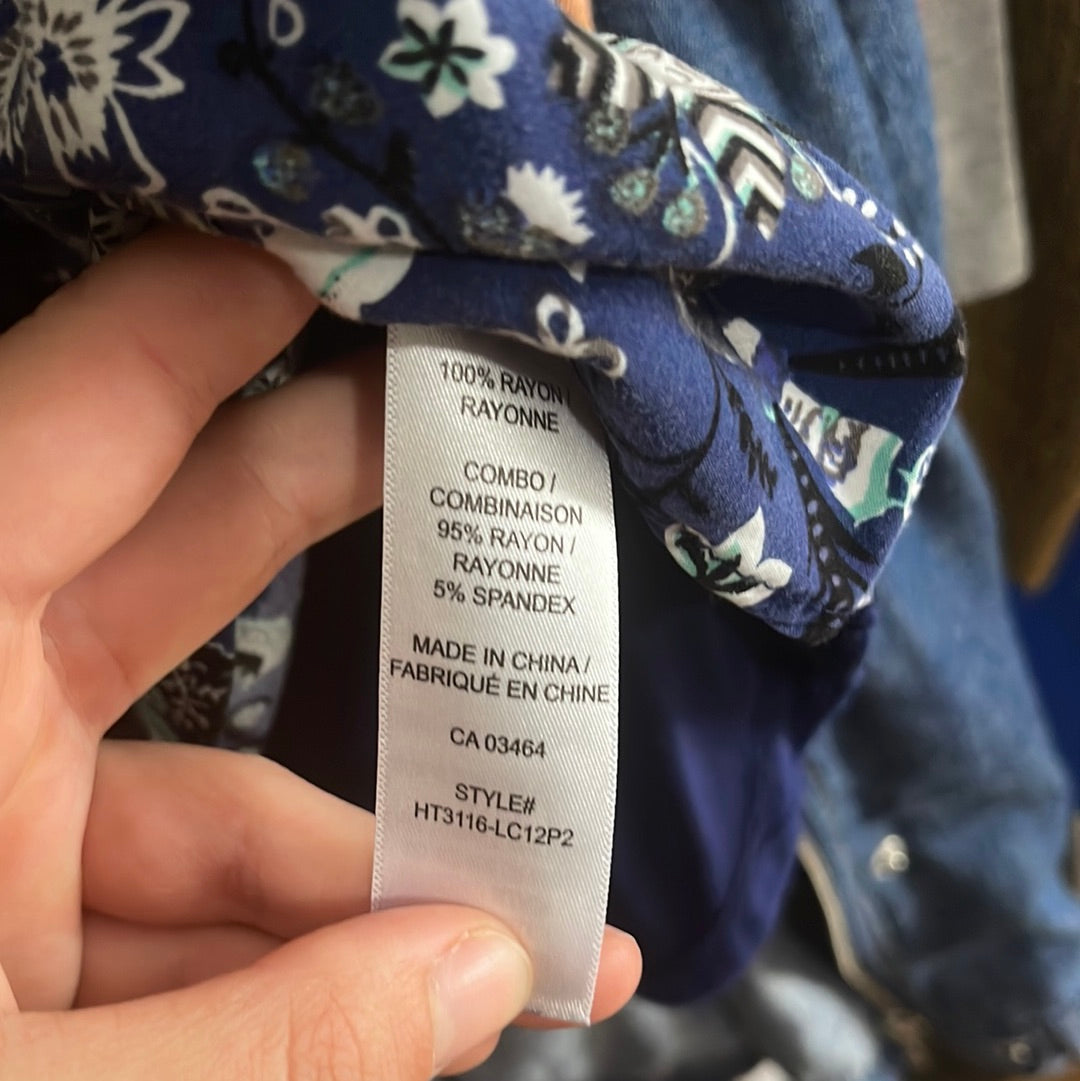 100% RAYON /
RAYONNE
COMBO /
COMBINAISON
95% RAYON /
RAYONNE
5% SPANDEX
MADE IN CHINA /
FABRIQUÉ EN CHINE
CA 03464
STYLE#
HT3116-LC12P2